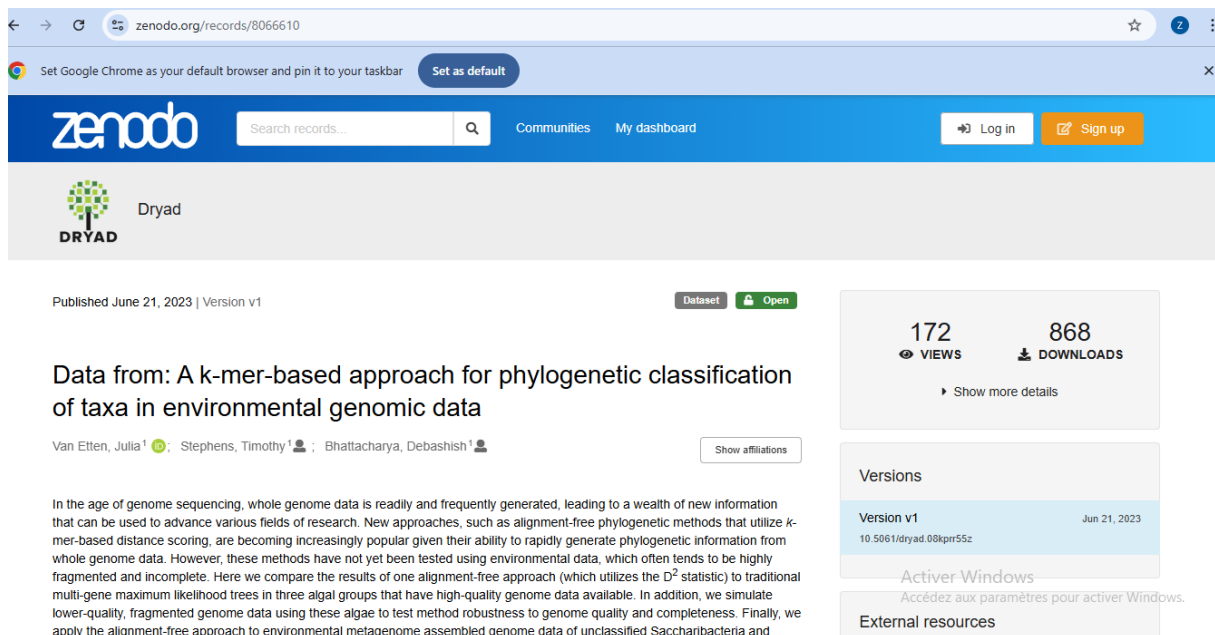 zenodo.org/records/8066610
Z
Set Google Chrome as your default browser and pin it to your taskbar
Set as default
zenodo
Search records...
Communities
My dashboard
Log in
Sign up
DRYAD
Dryad
Published June 21, 2023 | Version v1
Dataset
Open
Data from: A k-mer-based approach for phylogenetic classification
of taxa in environmental genomic data
Van Etten, Julia¹ iD; Stephens, Timothy¹ ; Bhattacharya, Debashish¹
Show affiliations
In the age of genome sequencing, whole genome data is readily and frequently generated, leading to a wealth of new information
that can be used to advance various fields of research. New approaches, such as alignment-free phylogenetic methods that utilize k-
mer-based distance scoring, are becoming increasingly popular given their ability to rapidly generate phylogenetic information from
whole genome data. However, these methods have not yet been tested using environmental data, which often tends to be highly
fragmented and incomplete. Here we compare the results of one alignment-free approach (which utilizes the D² statistic) to traditional
multi-gene maximum likelihood trees in three algal groups that have high-quality genome data available. In addition, we simulate
lower-quality, fragmented genome data using these algae to test method robustness to genome quality and completeness. Finally, we
apply the alignment-free approach to environmental metagenome assembled genome data of unclassified Saccharibacteria and
172
VIEWS
868
DOWNLOADS
Show more details
Versions
Version v1
Jun 21, 2023
10.5061/dryad.08kprr55z
Activer Windows
Accédez aux paramètres pour activer Windows.
External resources